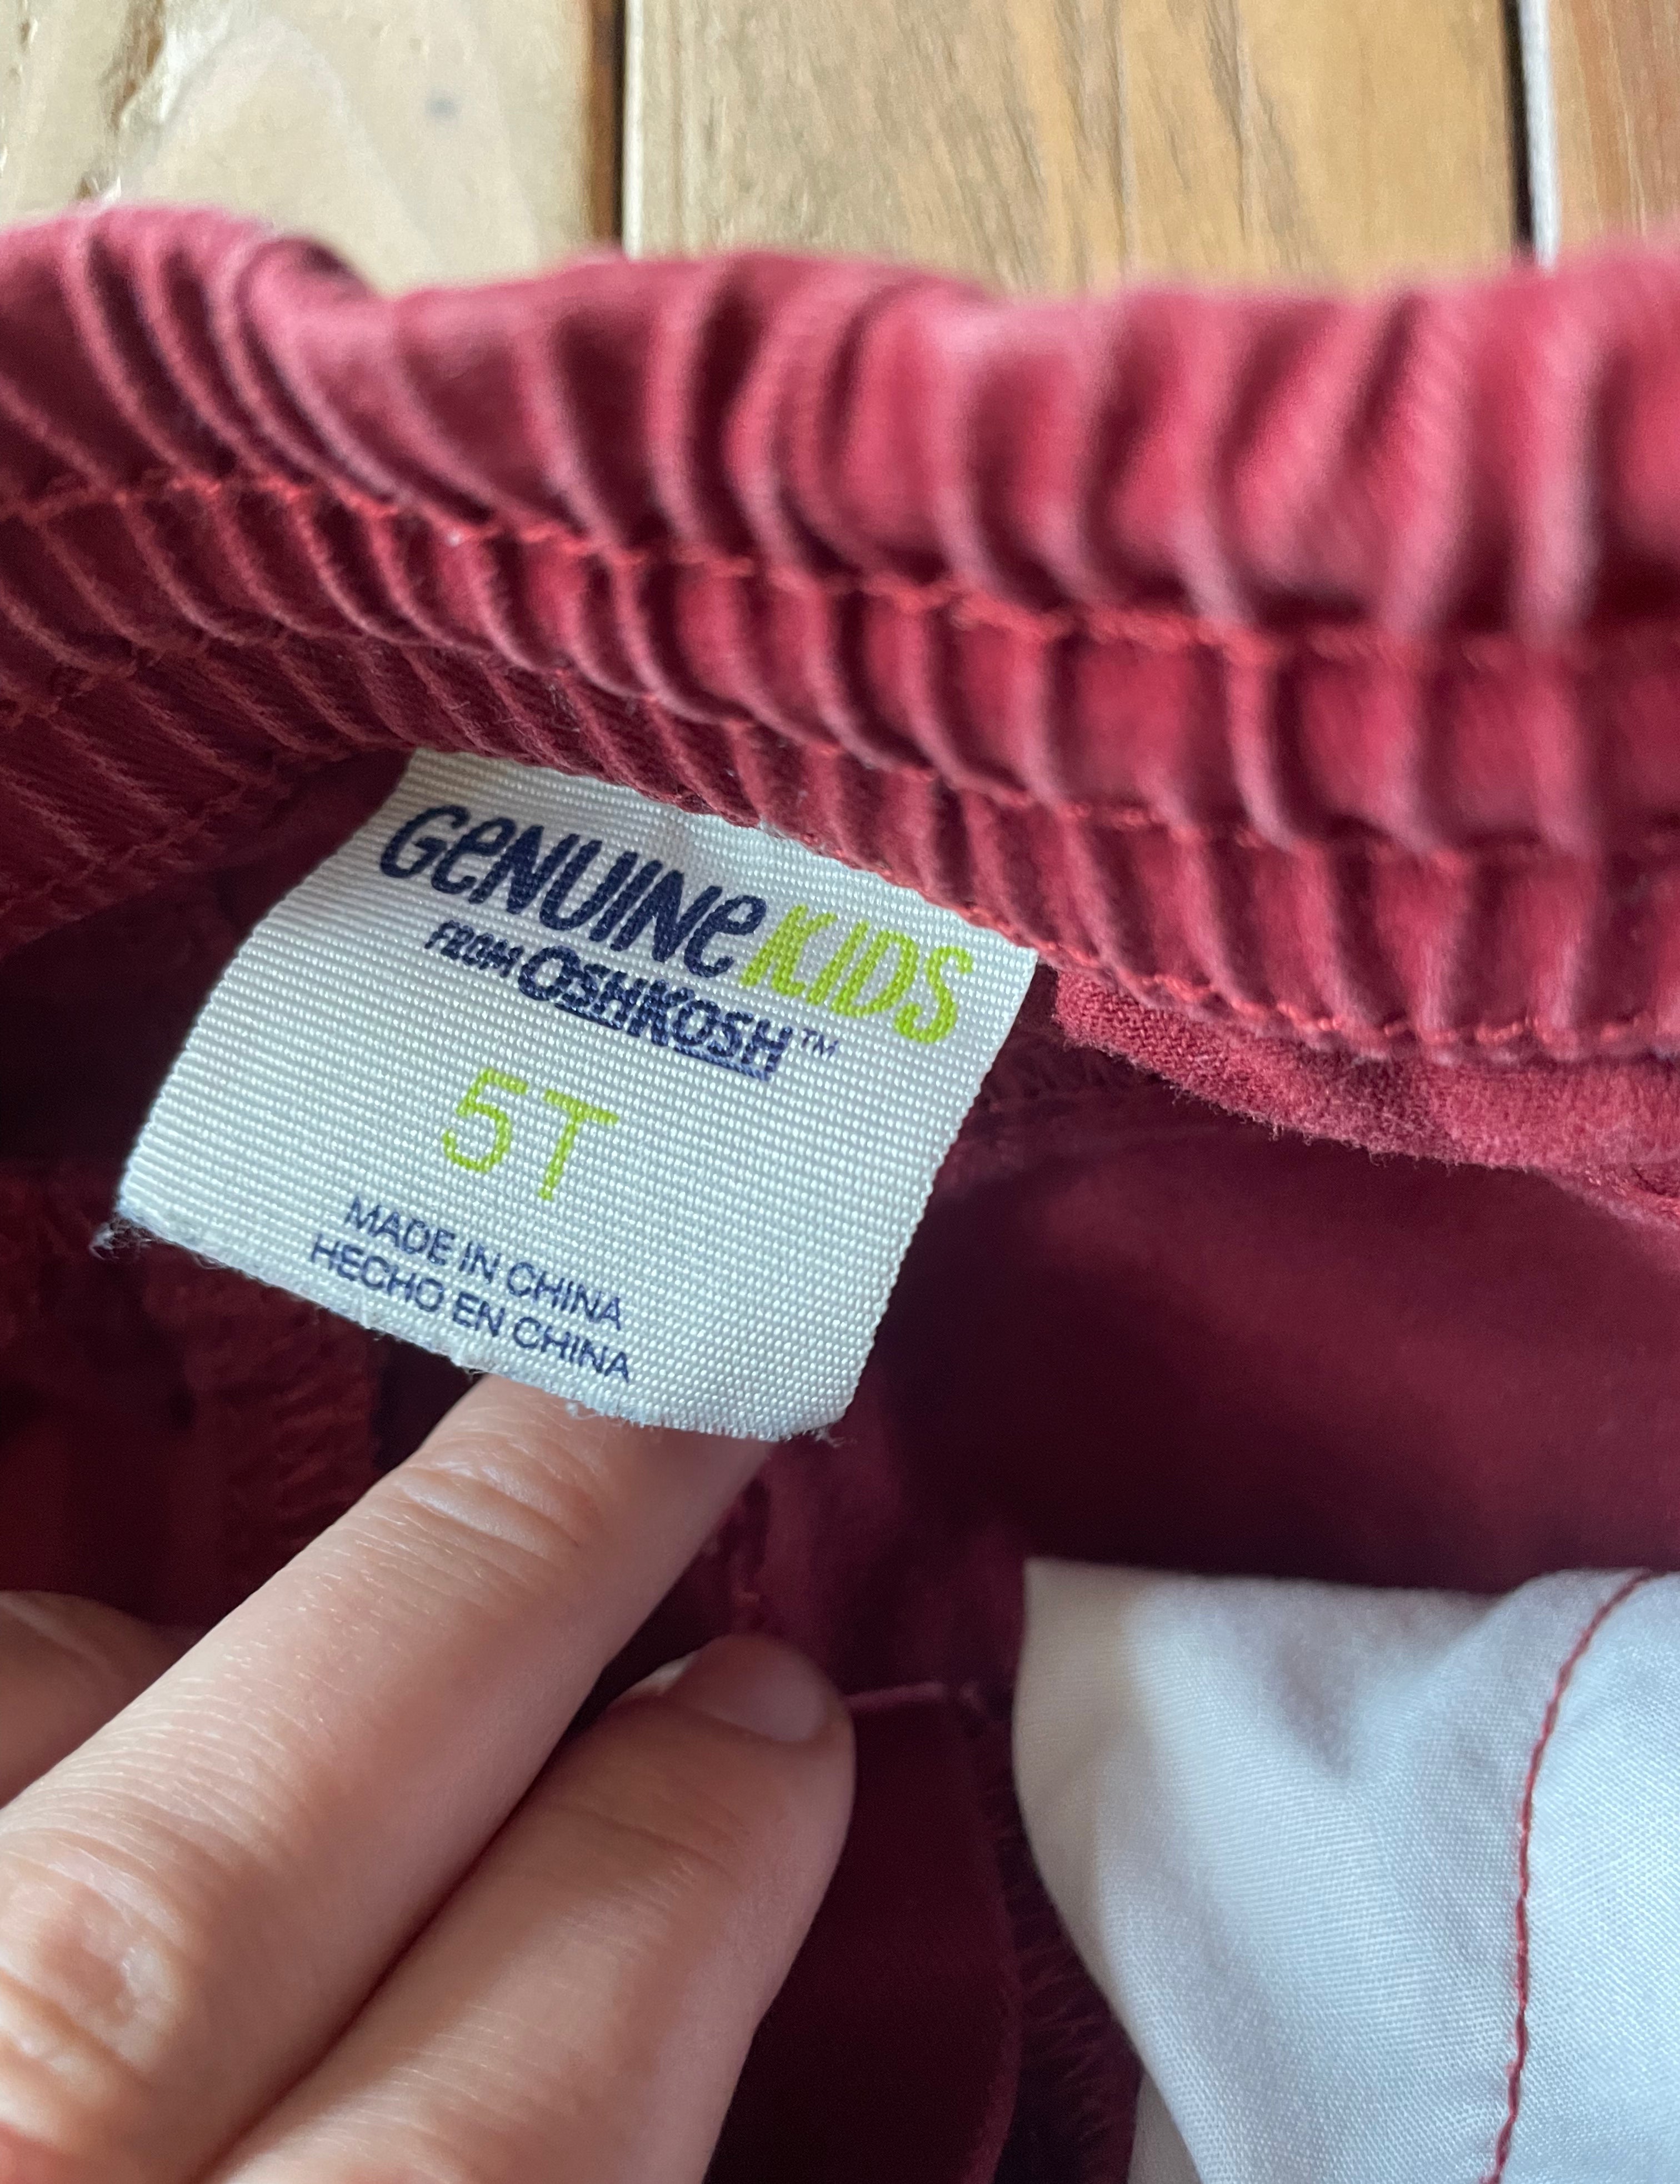 GeNUINe KIDS
FROM OSHKOSH™
5T
MADE IN CHINA
HECHO EN CHINA